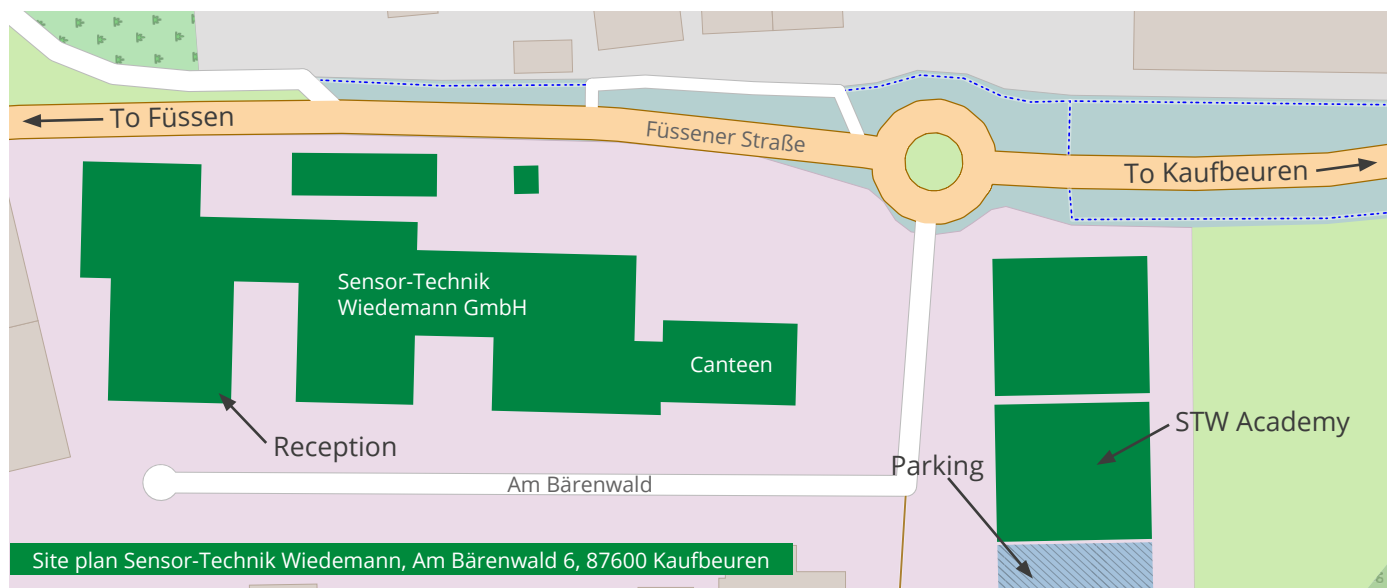 To Füssen
Füssener Straße
To Kaufbeuren
Sensor-Technik
Wiedemann GmbH
Canteen
Reception
STW Academy
Parking
Am Bärenwald
Site plan Sensor-Technik Wiedemann, Am Bärenwald 6, 87600 Kaufbeuren